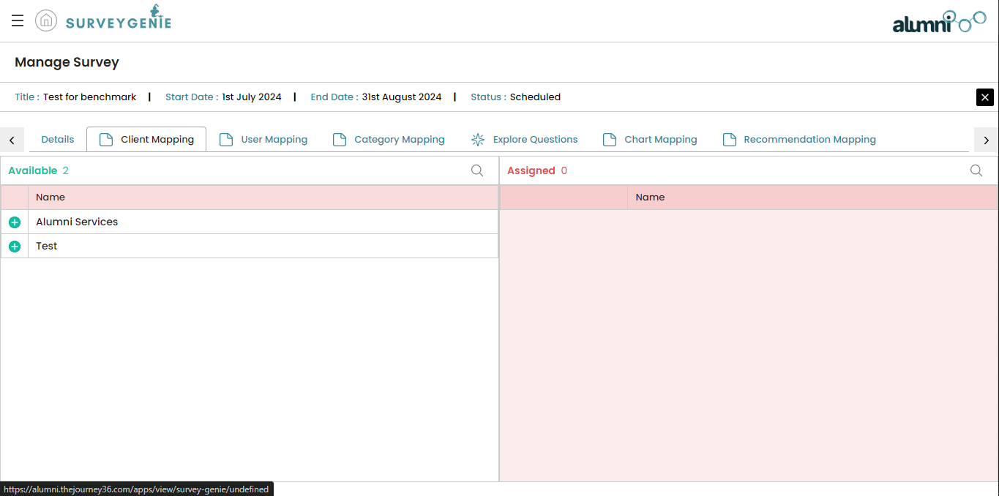 SURVEYGENIE
alumni
Manage Survey
Title : Test for benchmark | Start Date : 1st July 2024 | End Date : 31st August 2024 | Status : Scheduled
Details Client Mapping User Mapping Category Mapping Explore Questions Chart Mapping Recommendation Mapping
Available 2
Assigned 0
Name
Name
Alumni Services
Test
https://alumni.thejourney36.com/apps/view/survey-genie/undefined